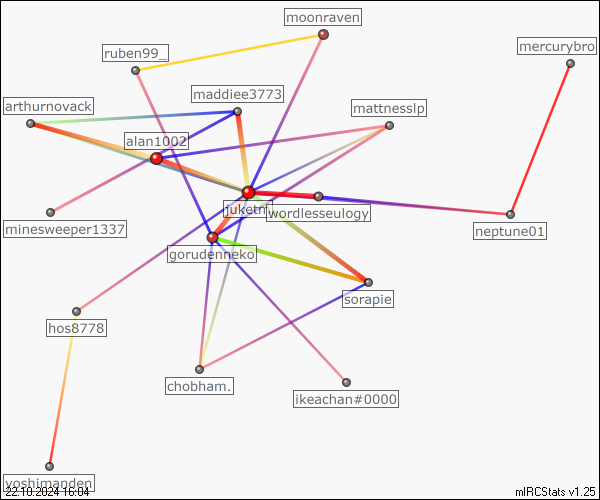 moonraven
mercurybro
ruben99_
maddiee3773
arthurnovack
mattnesslp
alan1002
juketn
wordlesseulogy
minesweeper1337
neptune01
gorudenneko
sorapie
hos8778
chobham.
ikeachan#0000
yoshimanden
22.10.2024 16:04
mIRCStats v1.25